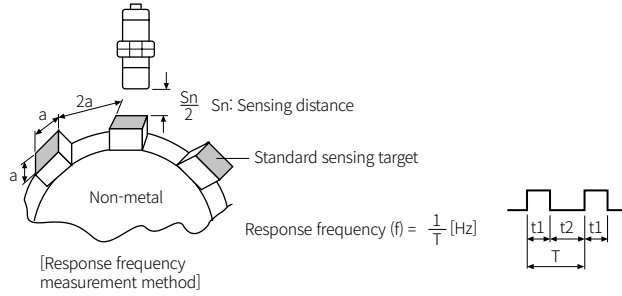 2a
a
a
Sn
2
Sn: Sensing distance
Standard sensing target
Non-metal
Response frequency (f) = 1/T [Hz]
t1 t2 t1
T
[Response frequency
measurement method]